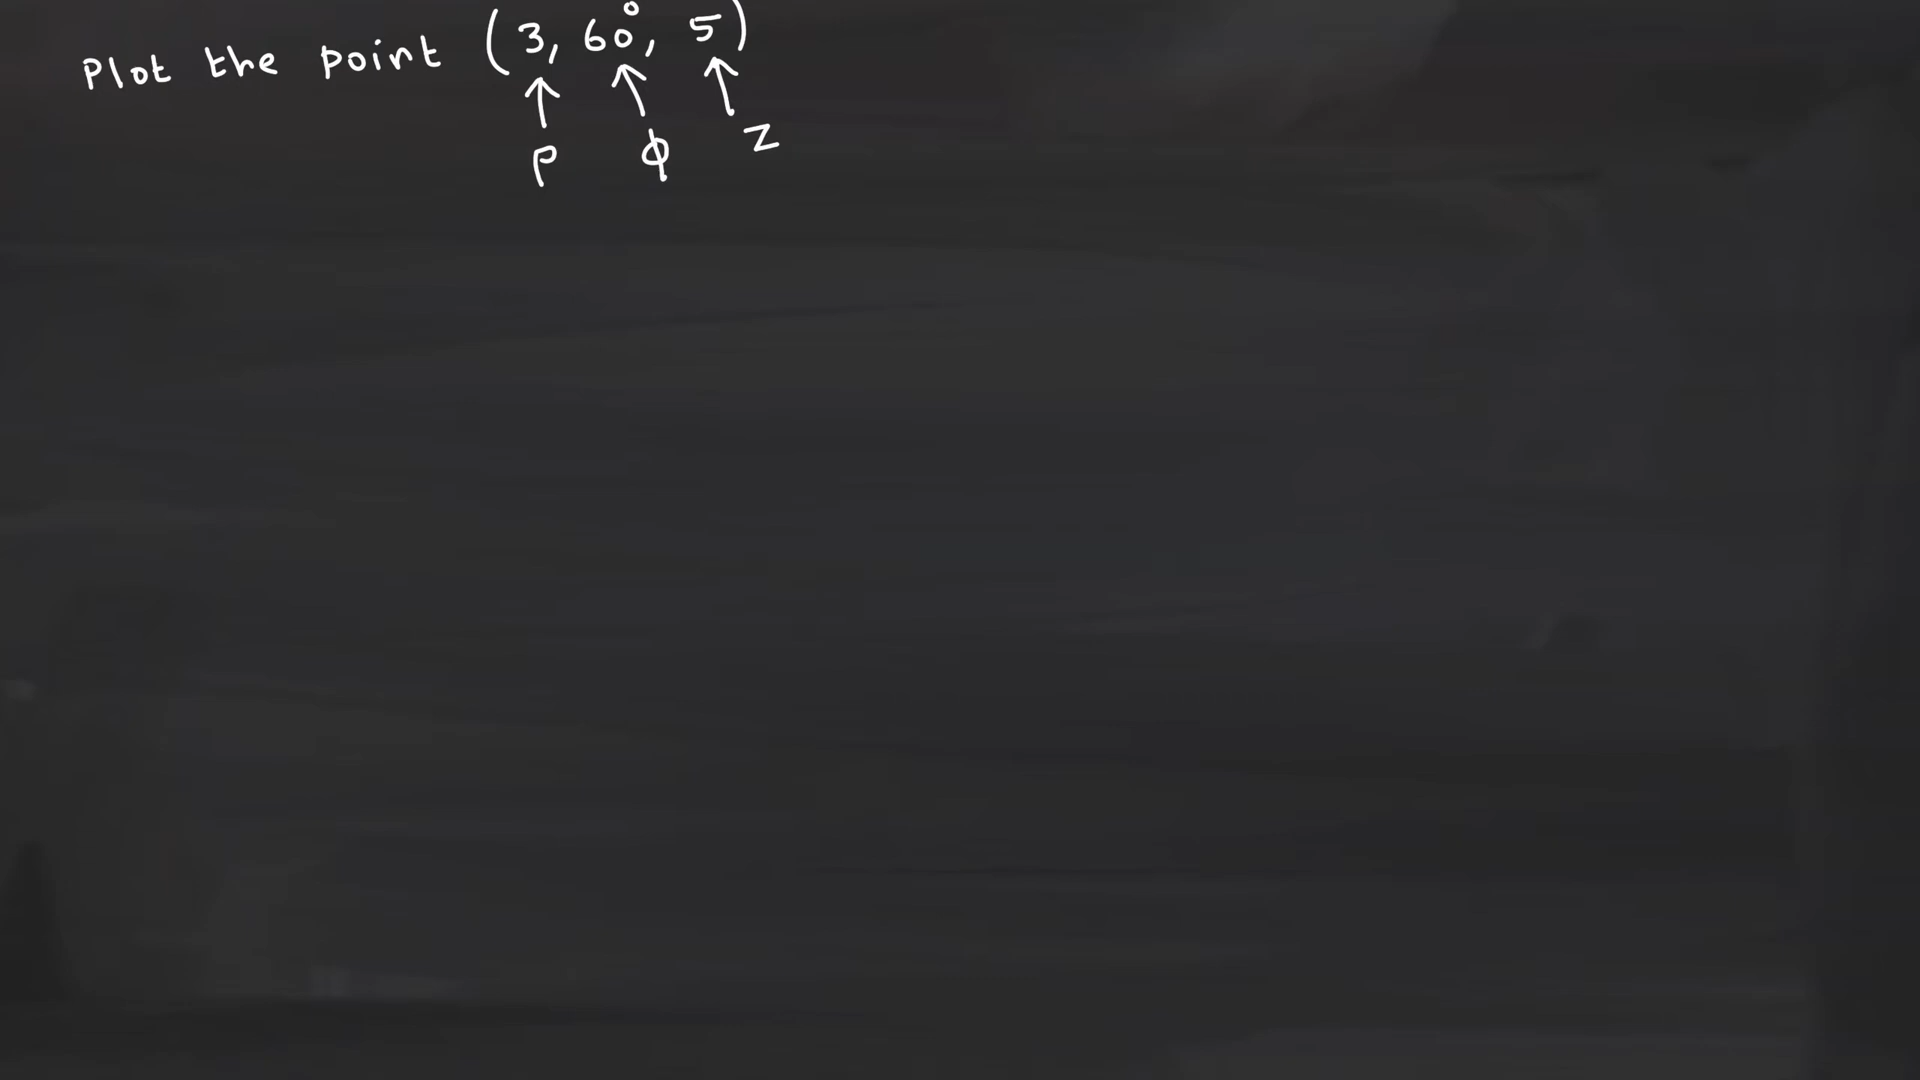 Plot the point (3, 60°, 5)
↑ ↑ ↑
ρ ϕ z